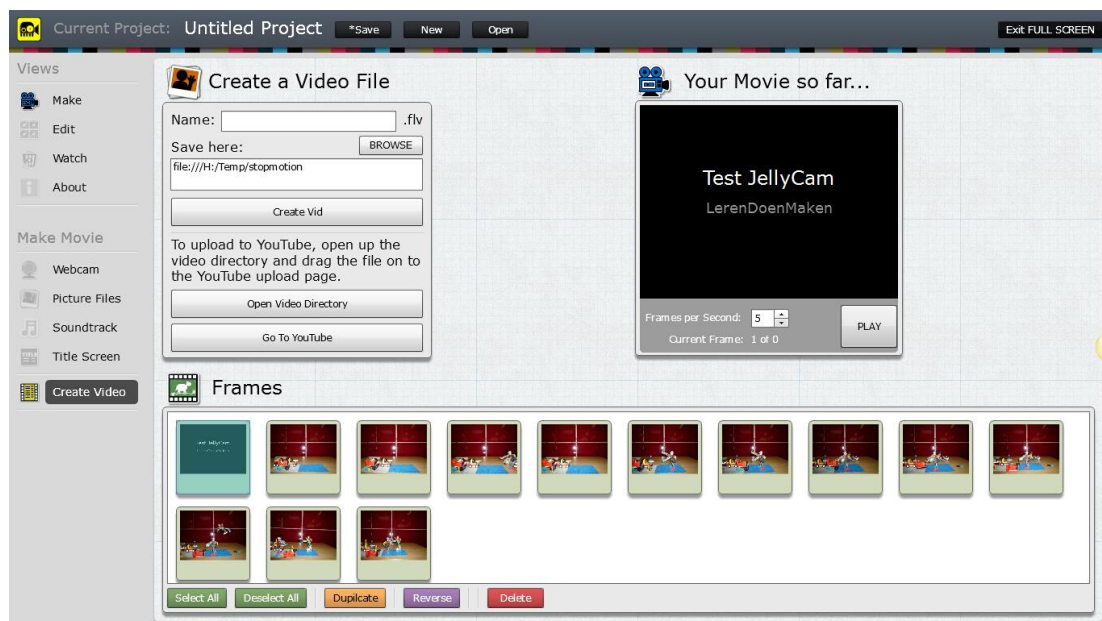 Current Project: Untitled Project *Save New Open Exit FULL SCREEN
Views
Make
Edit
Watch
About
Make Movie
Webcam
Picture Files
Soundtrack
Title Screen
Create Video
Create a Video File
Name: .flv
Save here: BROWSE
file:///H:/Temp/stopmotion
Create Vid
To upload to YouTube, open up the
video directory and drag the file on to
the YouTube upload page.
Open Video Directory
Go To YouTube
Your Movie so far...
Test JellyCam
LerenDoenMaken
Frames per Second: 5
Current Frame: 1 of 0
PLAY
Frames
Test JellyCam
Select All Deselect All Dupilcate Reverse Delete